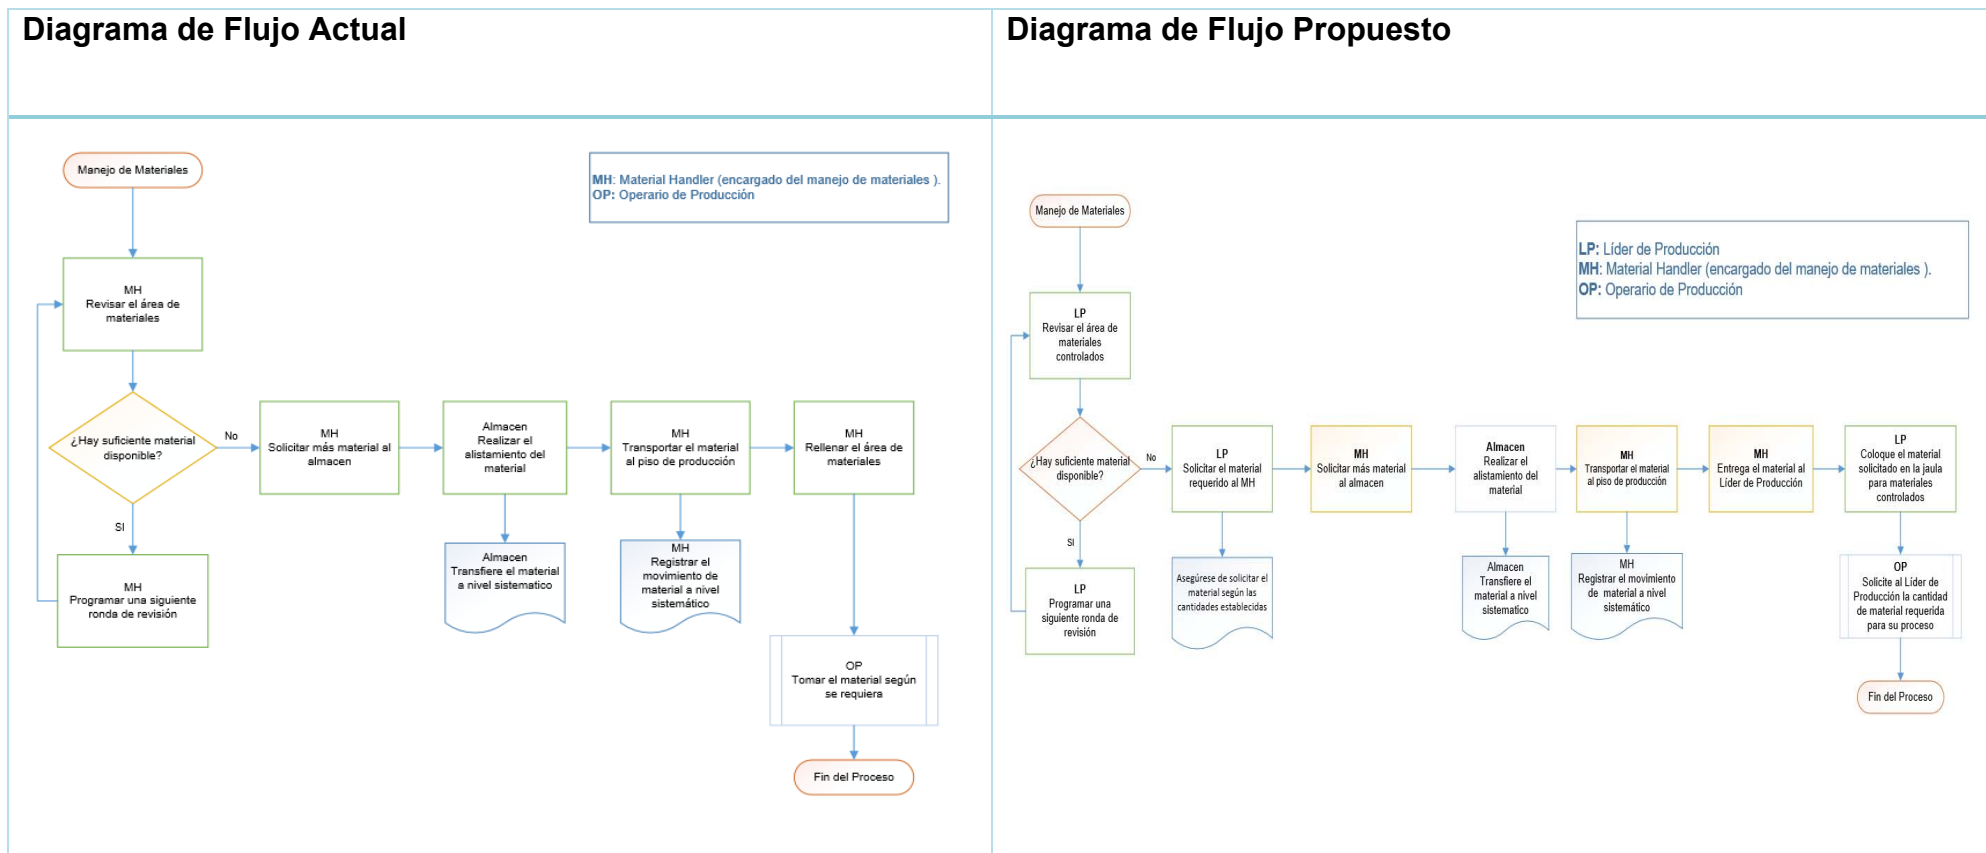 Diagrama de Flujo Actual
Manejo de Materiales
MH: Material Handler (encargado del manejo de materiales ).
OP: Operario de Producción
MH
Revisar el área de
materiales
¿Hay suficiente material
disponible?
No
SI
MH
Programar una siguiente
ronda de revisión
MH
Solicitar más material al
almacen
Almacen
Realizar el
alistamiento del
material
Almacen
Transfiere el material
a nivel sistematico
MH
Transportar el material
al piso de producción
MH
Registrar el
movimiento de
material a nivel
sistemático
MH
Rellenar el área de
materiales
OP
Tomar el material según
se requiera
Fin del Proceso
Diagrama de Flujo Propuesto
Manejo de Materiales
LP: Líder de Producción
MH: Material Handler (encargado del manejo de materiales ).
OP: Operario de Producción
LP
Revisar el área de
materiales
controlados
¿Hay suficiente material
disponible?
No
SI
LP
Programar una
siguiente ronda de
revisión
LP
Solicitar el material
requerido al MH
Asegúrese de solicitar el
material según las
cantidades establecidas
MH
Solicitar más material
al almacen
Almacen
Realizar el
alistamiento del
material
Almacen
Transfiere el
material a nivel
sistematico
MH
Transportar el material
al piso de producción
MH
Registrar el movimiento
de material a nivel
sistemático
MH
Entrega el material al
Líder de Producción
LP
Coloque el material
solicitado en la jaula
para materiales
controlados
OP
Solicite al Líder de
Producción la cantidad
de material requerida
para su proceso
Fin del Proceso